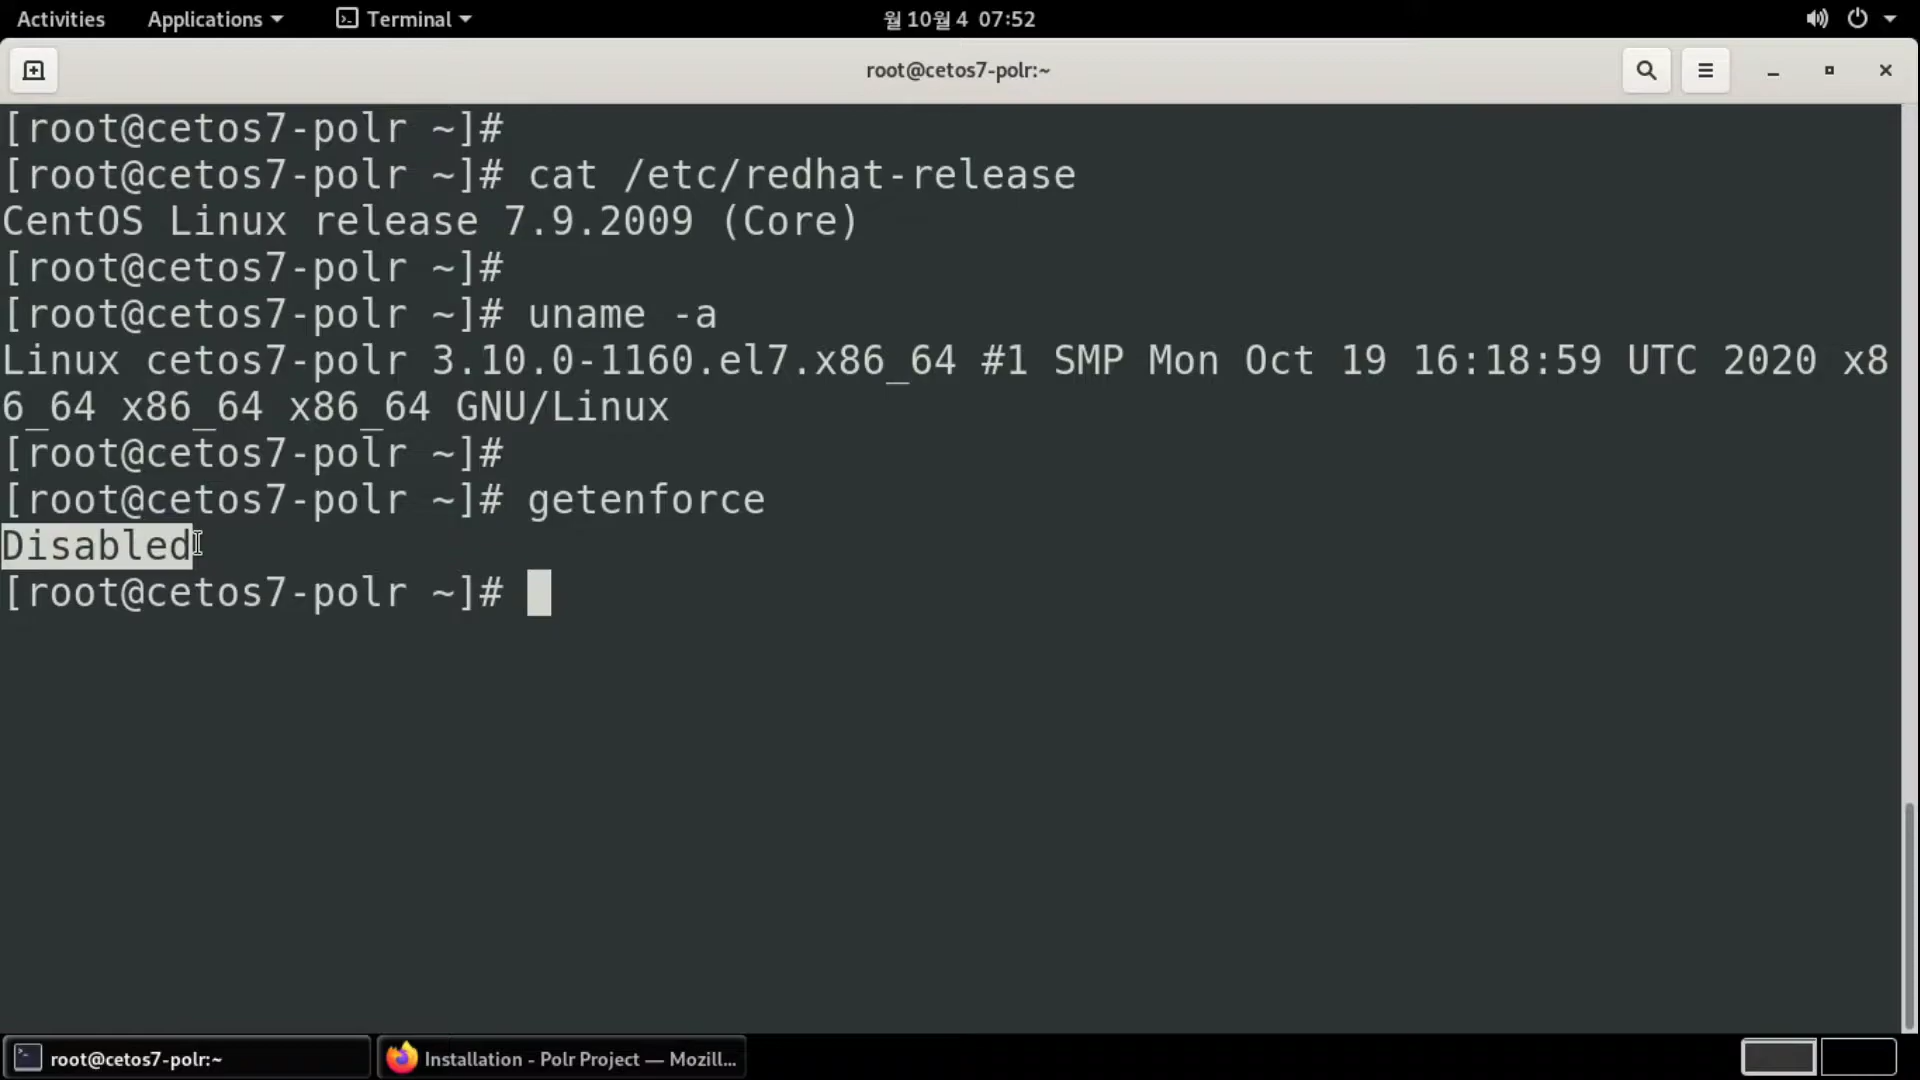 Activities Applications Terminal 월 10월 4 07:52
root@cetos7-polr:~
[root@cetos7-polr ~]#
[root@cetos7-polr ~]# cat /etc/redhat-release
CentOS Linux release 7.9.2009 (Core)
[root@cetos7-polr ~]#
[root@cetos7-polr ~]# uname -a
Linux cetos7-polr 3.10.0-1160.el7.x86_64 #1 SMP Mon Oct 19 16:18:59 UTC 2020 x8
6_64 x86_64 x86_64 GNU/Linux
[root@cetos7-polr ~]#
[root@cetos7-polr ~]# getenforce
Disabled
[root@cetos7-polr ~]#
root@cetos7-polr:~ Installation - Polr Project — Mozill...